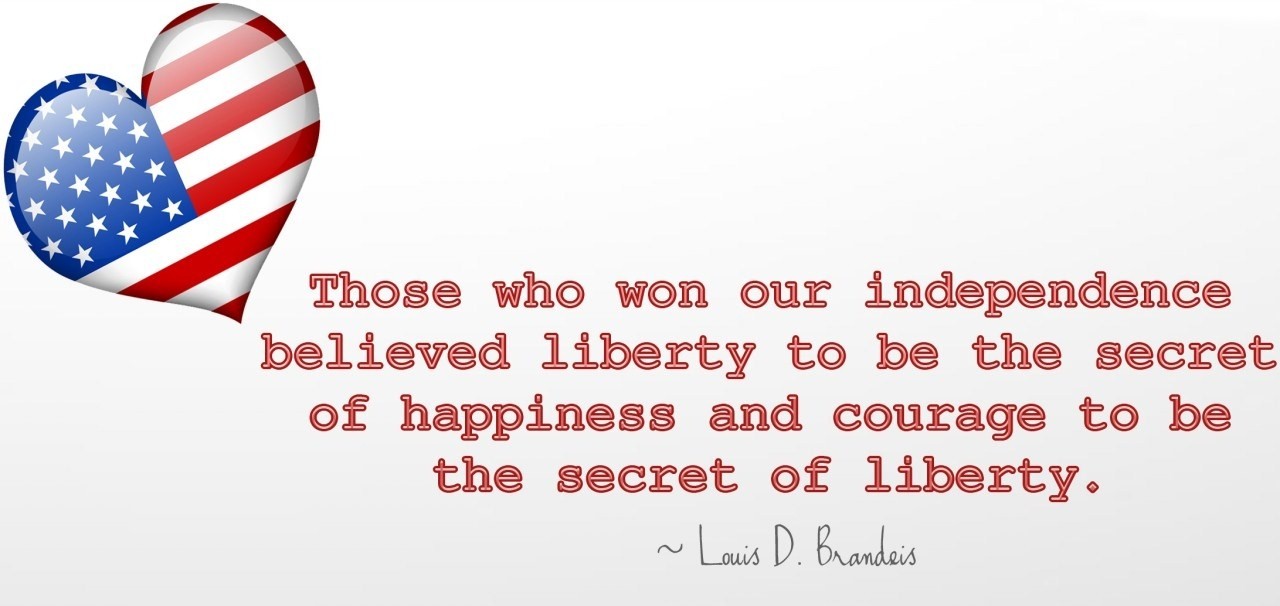 Those who won our independence
believed liberty to be the secret
of happiness and courage to be
the secret of liberty.
~ Louis D. Brandeis